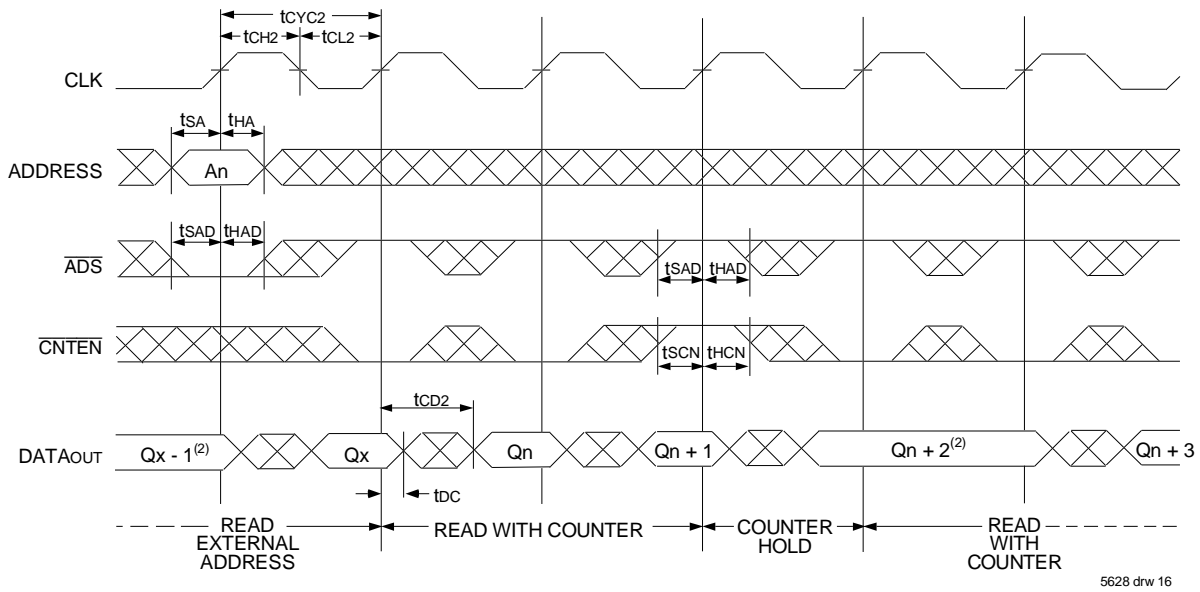 tCYC2
tCH2 tCL2
CLK
tSA tHA
ADDRESS An
tSAD tHAD
ADS
tSAD tHAD
CNTEN
tSCN tHCN
tCD2
DATAOUT Qx - 1(2) Qx Qn Qn + 1 Qn + 2(2) Qn + 3
tDC
READ EXTERNAL ADDRESS
READ WITH COUNTER
COUNTER HOLD
READ WITH COUNTER
5628 drw 16